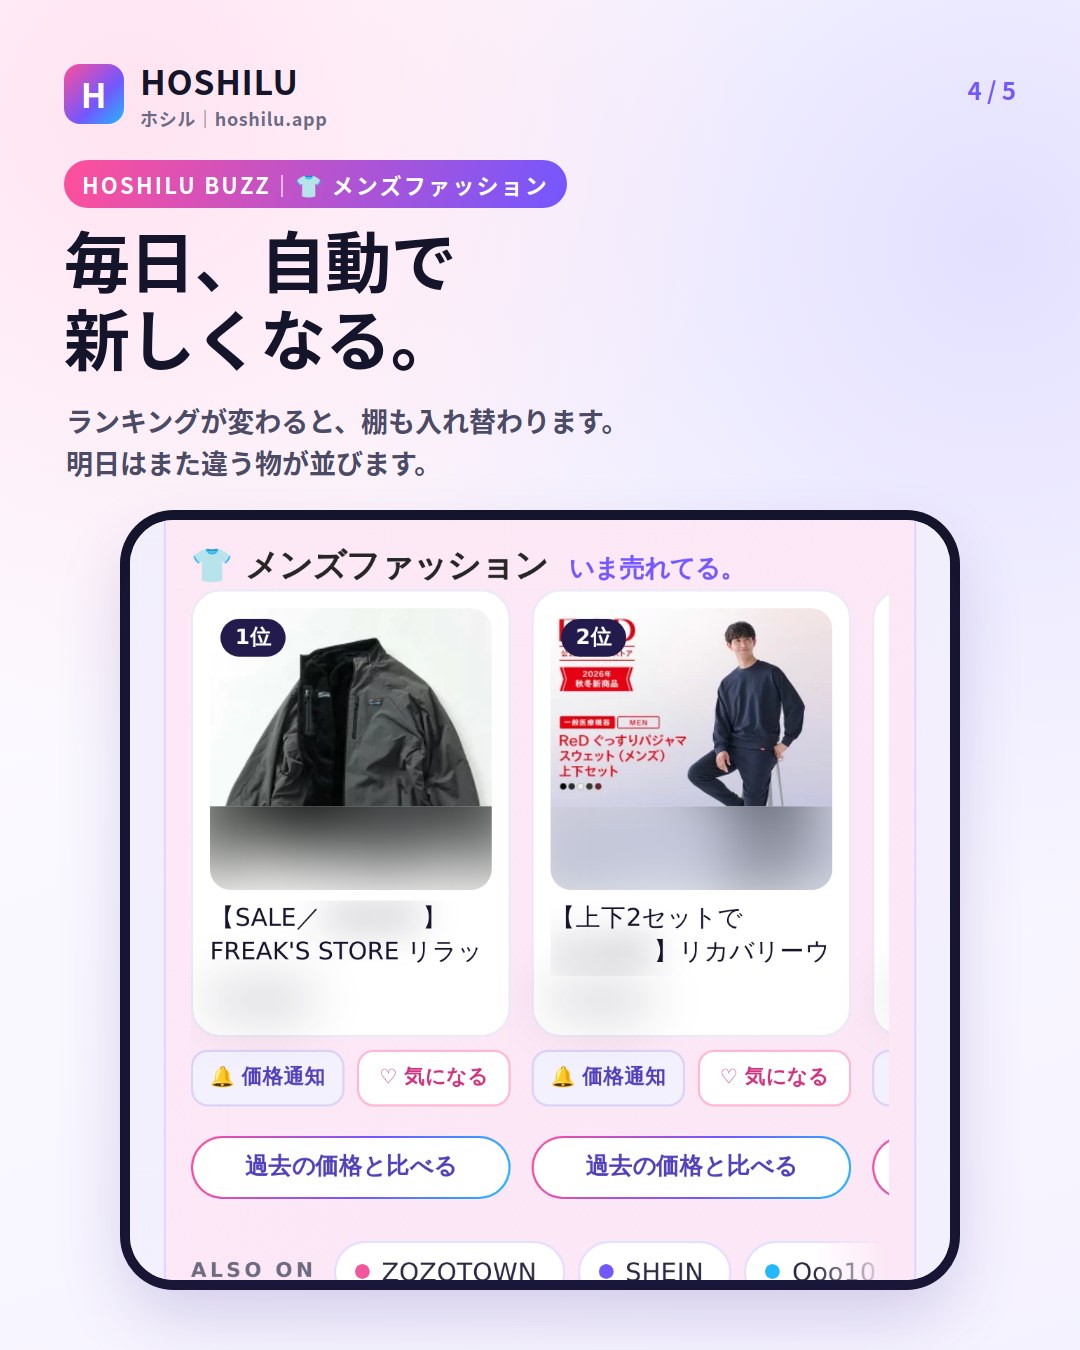 H
HOSHILU
ホシル｜hoshilu.app
4 / 5
HOSHILU BUZZ｜👕 メンズファッション
毎日、自動で
新しくなる。
ランキングが変わると、棚も入れ替わります。
明日はまた違う物が並びます。
👕 メンズファッション いま売れてる。
1位
2位
2026年
秋冬新商品
一般医療機器 MEN
ReD ぐっすりパジャマ
スウェット（メンズ）
上下セット
【SALE／ 】
FREAK'S STORE リラッ
【上下2セットで
】リカバリーウ
🔔 価格通知 ♡ 気になる
🔔 価格通知 ♡ 気になる
過去の価格と比べる
過去の価格と比べる
ALSO ON ZOZOTOWN SHEIN Qoo10